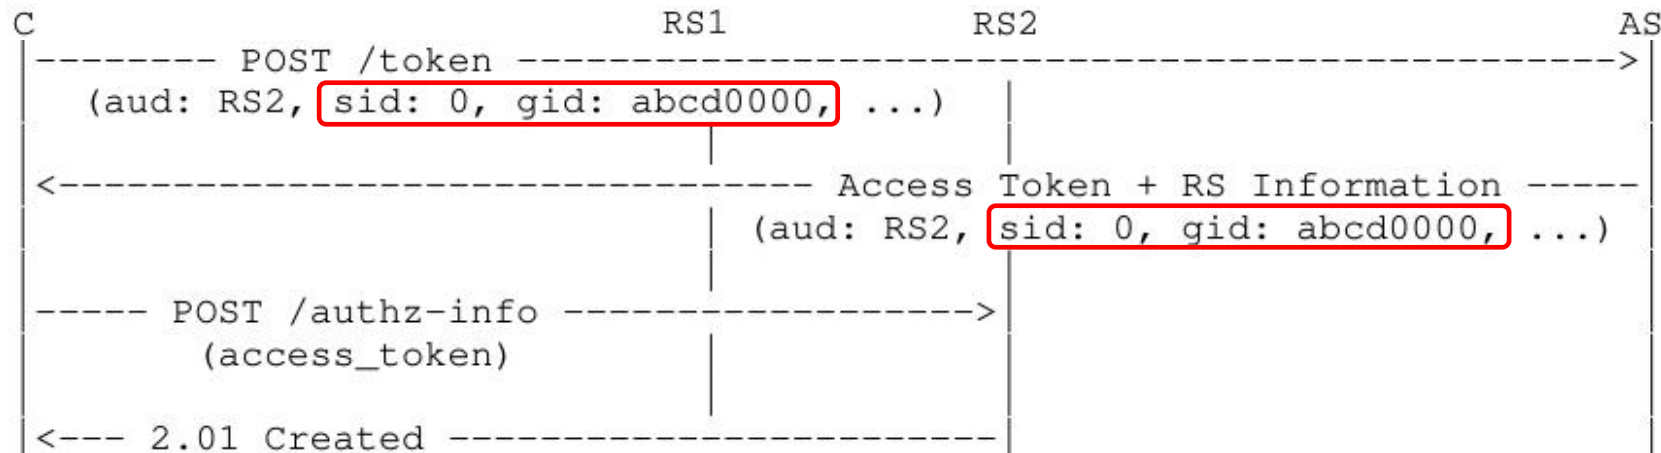 C RS1 RS2 AS
-------- POST /token ------------------------------------------------->
(aud: RS2, sid: 0, gid: abcd0000, ...)
<--------------------------------- Access Token + RS Information -----
(aud: RS2, sid: 0, gid: abcd0000, ...)
----- POST /authz-info ------------------>
(access_token)
<--- 2.01 Created ------------------------